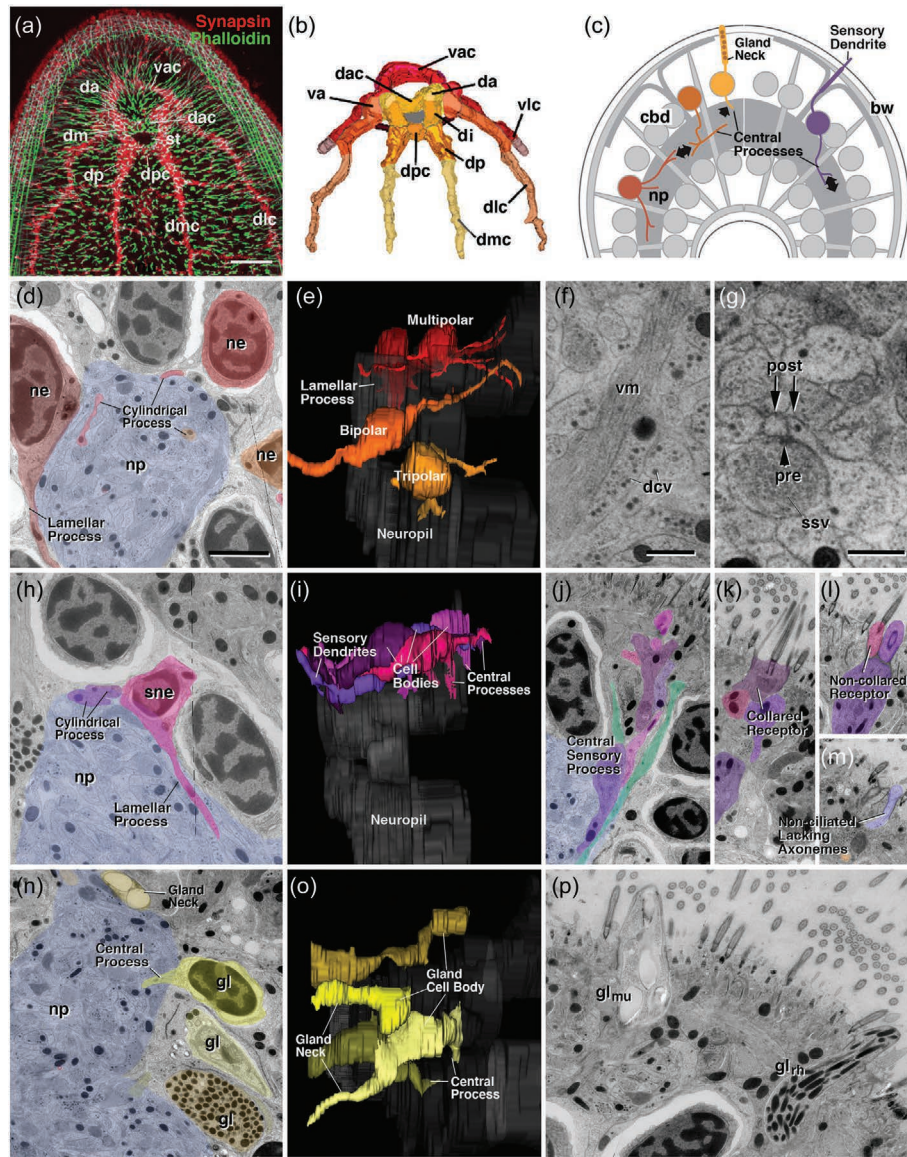 (a)
Synapsin
Phalloidin
vac
da
dac
dm
st
dp
dpc
dmc
dlc
(b)
vac
dac
da
va
vlc
di
dpc
dp
dlc
dmc
(c)
Sensory
Dendrite
Gland
Neck
cbd
bw
Central
Processes
np
(d)
ne
ne
Cylindrical
Process
ne
np
Lamellar
Process
(e)
Multipolar
Lamellar
Process
Bipolar
Tripolar
Neuropil
(f)
vm
dcv
(g)
post
pre
ssv
(h)
sne
Cylindrical
Process
np
Lamellar
Process
(i)
Sensory
Dendrites
Cell
Bodies
Central
Processes
Neuropil
(j)
Central
Sensory
Process
(k)
Collared
Receptor
(l)
Non-collared
Receptor
(m)
Non-ciliated
Lacking
Axonemes
(n)
Gland
Neck
Central
Process
gl
np
gl
gl
(o)
Gland
Cell Body
Gland
Neck
Central
Process
(p)
glmu
glrh